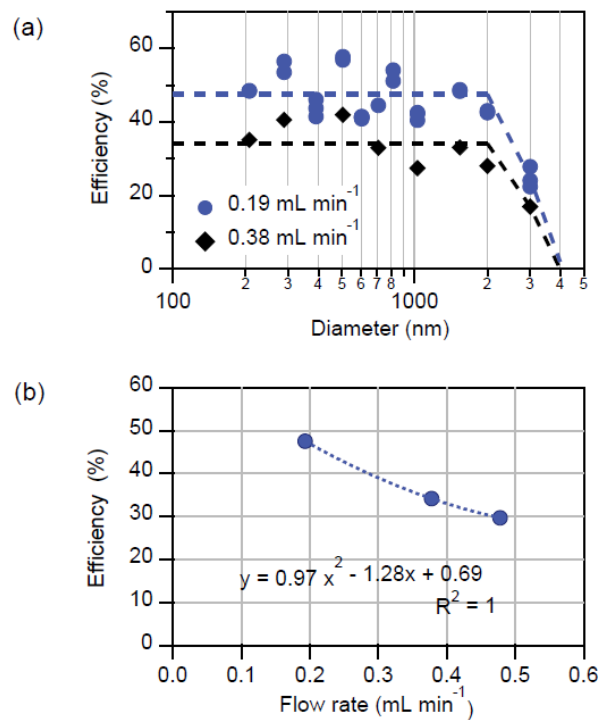 (a)
60
40
20
0
Efficiency (%)
0.19 mL min⁻¹
0.38 mL min⁻¹
100 2 3 4 5 6 7 8 1000 2 3 4 5
Diameter (nm)
(b)
60
50
40
30
20
10
0
Efficiency (%)
y = 0.97 x² - 1.28x + 0.69
R² = 1
0.0 0.1 0.2 0.3 0.4 0.5 0.6
Flow rate (mL min⁻¹)